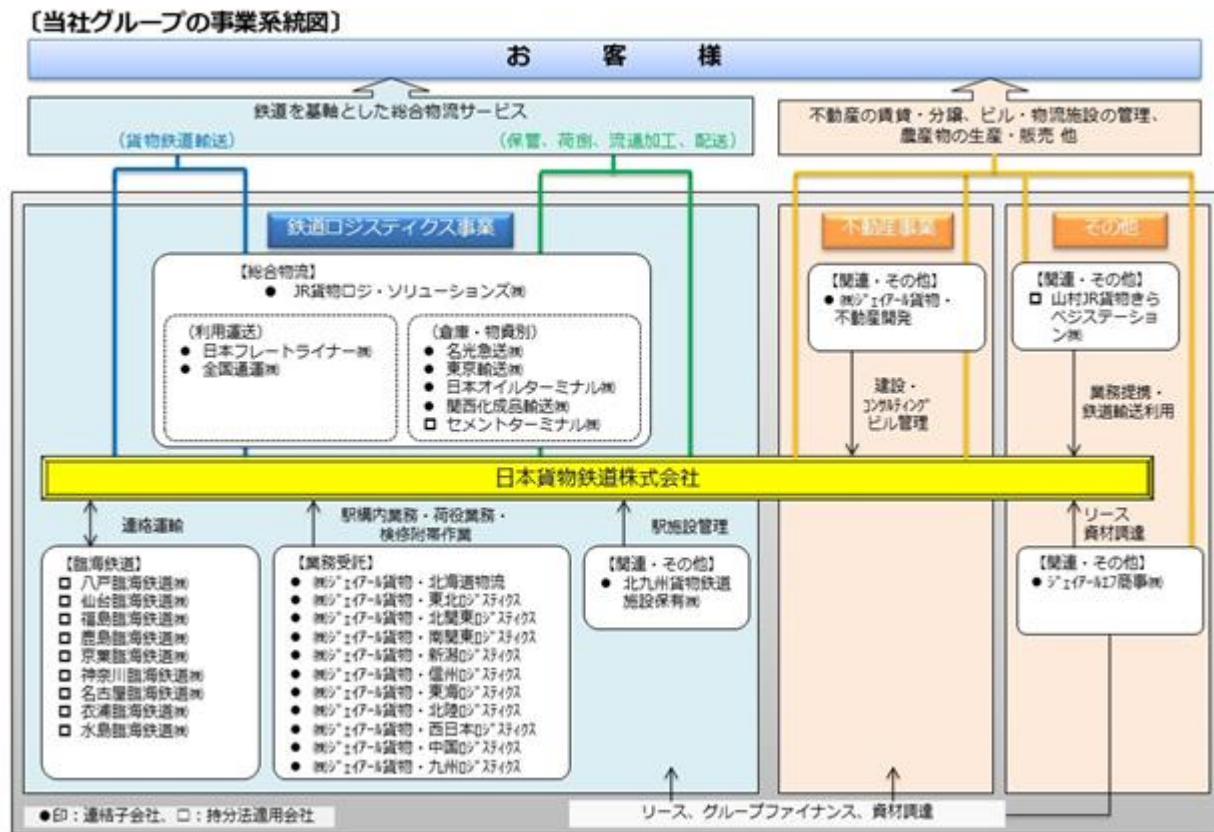 〔当社グループの事業系統図〕
お客様
鉄道を基軸とした総合物流サービス
（貨物鉄道輸送）
（保管、荷捌、流通加工、配送）
不動産の賃貸・分譲、ビル・物流施設の管理、
農産物の生産・販売 他
鉄道ロジスティクス事業
不動産事業
その他
【総合物流】
● JR貨物ロジ・ソリューションズ㈱
（利用運送）
● 日本フレートライナー㈱
● 全国通運㈱
（倉庫・物資別）
● 名光急送㈱
● 東京輸送㈱
● 日本オイルターミナル㈱
● 関西化成品輸送㈱
□ セメントターミナル㈱
【関連・その他】
● ㈱ｼﾞｪｲｱｰﾙ貨物・
不動産開発
【関連・その他】
□ 山村JR貨物きら
ベジステーショ
ン㈱
建設・
ｺﾝｻﾙﾃｨﾝｸﾞ
ビル管理
業務提携・
鉄道輸送利用
日本貨物鉄道株式会社
連絡運輸
駅構内業務・荷役業務・
検修附帯作業
駅施設管理
リース
資材調達
【臨海鉄道】
□ 八戸臨海鉄道㈱
□ 仙台臨海鉄道㈱
□ 福島臨海鉄道㈱
□ 鹿島臨海鉄道㈱
□ 京葉臨海鉄道㈱
□ 神奈川臨海鉄道㈱
□ 名古屋臨海鉄道㈱
□ 衣浦臨海鉄道㈱
□ 水島臨海鉄道㈱
【業務受託】
● ㈱ｼﾞｪｲｱｰﾙ貨物・北海道物流
● ㈱ｼﾞｪｲｱｰﾙ貨物・東北ﾛｼﾞｽﾃｨｸｽ
● ㈱ｼﾞｪｲｱｰﾙ貨物・北関東ﾛｼﾞｽﾃｨｸｽ
● ㈱ｼﾞｪｲｱｰﾙ貨物・南関東ﾛｼﾞｽﾃｨｸｽ
● ㈱ｼﾞｪｲｱｰﾙ貨物・新潟ﾛｼﾞｽﾃｨｸｽ
● ㈱ｼﾞｪｲｱｰﾙ貨物・信州ﾛｼﾞｽﾃｨｸｽ
● ㈱ｼﾞｪｲｱｰﾙ貨物・東海ﾛｼﾞｽﾃｨｸｽ
● ㈱ｼﾞｪｲｱｰﾙ貨物・北陸ﾛｼﾞｽﾃｨｸｽ
● ㈱ｼﾞｪｲｱｰﾙ貨物・西日本ﾛｼﾞｽﾃｨｸｽ
● ㈱ｼﾞｪｲｱｰﾙ貨物・中国ﾛｼﾞｽﾃｨｸｽ
● ㈱ｼﾞｪｲｱｰﾙ貨物・九州ﾛｼﾞｽﾃｨｸｽ
【関連・その他】
● 北九州貨物鉄道
施設保有㈱
【関連・その他】
● ｼﾞｪｲｱｰﾙｴﾌ商事㈱
●印：連結子会社、□：持分法適用会社
リース、グループファイナンス、資材調達